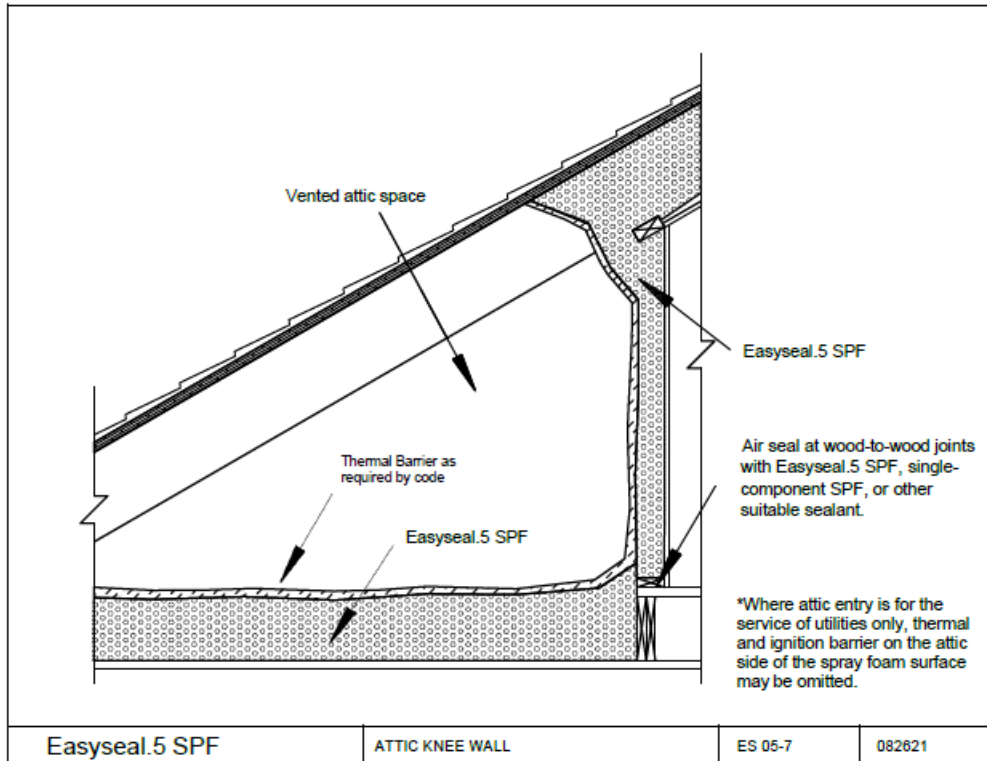 Vented attic space
Easyseal.5 SPF
Thermal Barrier as
required by code
Easyseal.5 SPF
Air seal at wood-to-wood joints
with Easyseal.5 SPF, single-
component SPF, or other
suitable sealant.
*Where attic entry is for the
service of utilities only, thermal
and ignition barrier on the attic
side of the spray foam surface
may be omitted.
Easyseal.5 SPF
ATTIC KNEE WALL
ES 05-7
082621